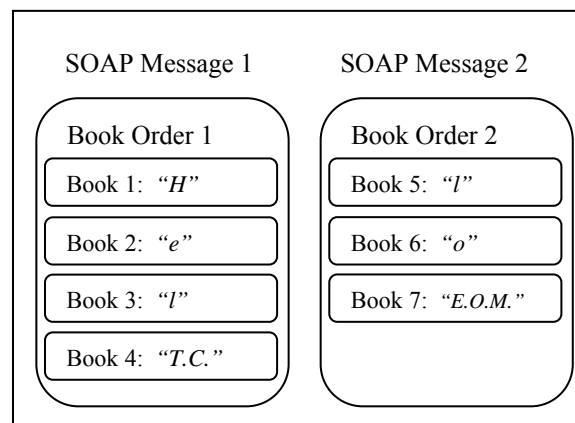 SOAP Message 1
Book Order 1
Book 1: “H”
Book 2: “e”
Book 3: “l”
Book 4: “T.C.”
SOAP Message 2
Book Order 2
Book 5: “l”
Book 6: “o”
Book 7: “E.O.M.”